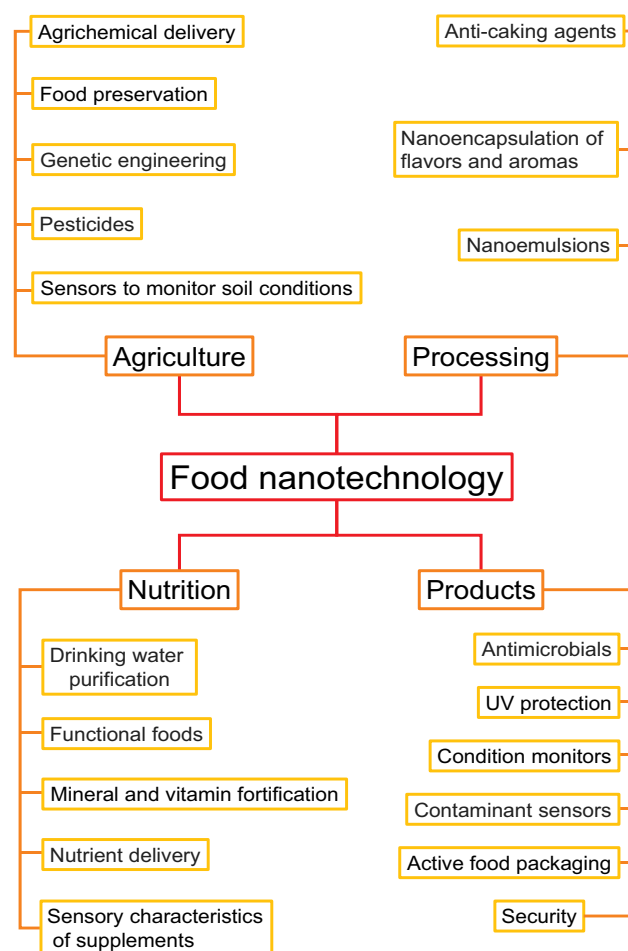 Agrichemical delivery
Food preservation
Genetic engineering
Pesticides
Sensors to monitor soil conditions
Agriculture
Anti-caking agents
Nanoencapsulation of
flavors and aromas
Nanoemulsions
Processing
Food nanotechnology
Nutrition
Drinking water
purification
Functional foods
Mineral and vitamin fortification
Nutrient delivery
Sensory characteristics
of supplements
Products
Antimicrobials
UV protection
Condition monitors
Contaminant sensors
Active food packaging
Security